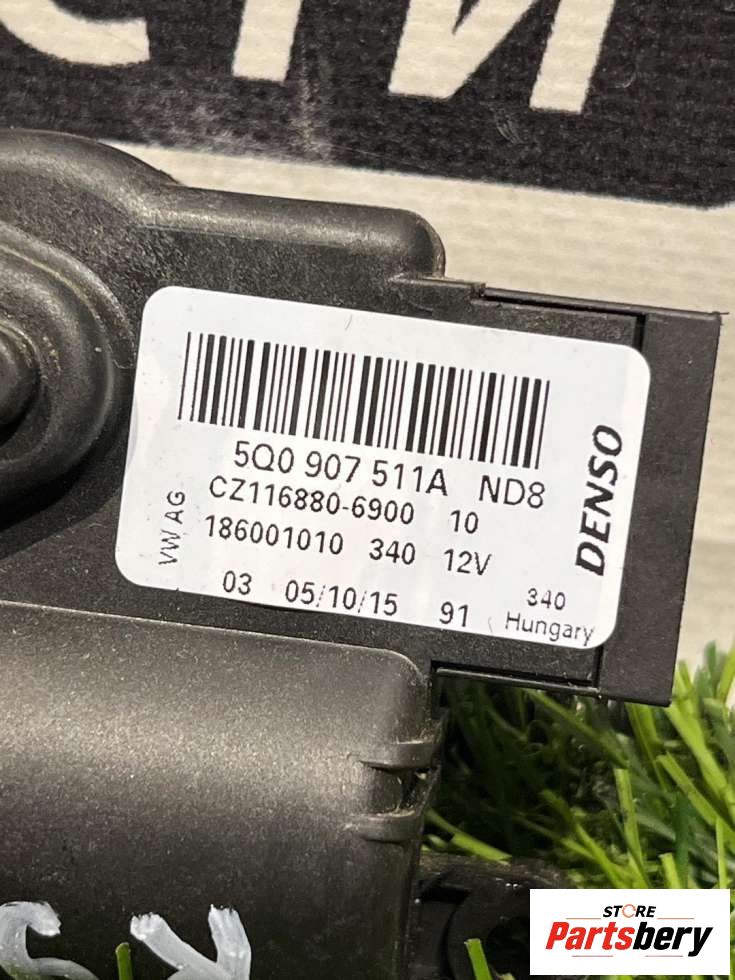 СТИ
5Q0 907 511A ND8
CZ116880-6900 10
186001010 340 12V
03 05/10/15 91
340
Hungary
VW AG
DENSO
STORE
Partsbery